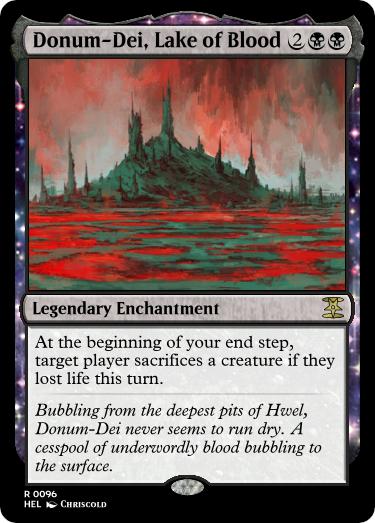 Donum-Dei, Lake of Blood 2
Legendary Enchantment
At the beginning of your end step,
target player sacrifices a creature if they
lost life this turn.
Bubbling from the deepest pits of Hwel,
Donum-Dei never seems to run dry. A
cesspool of underwordly blood bubbling to
the surface.
R 0096
HEL Chriscold